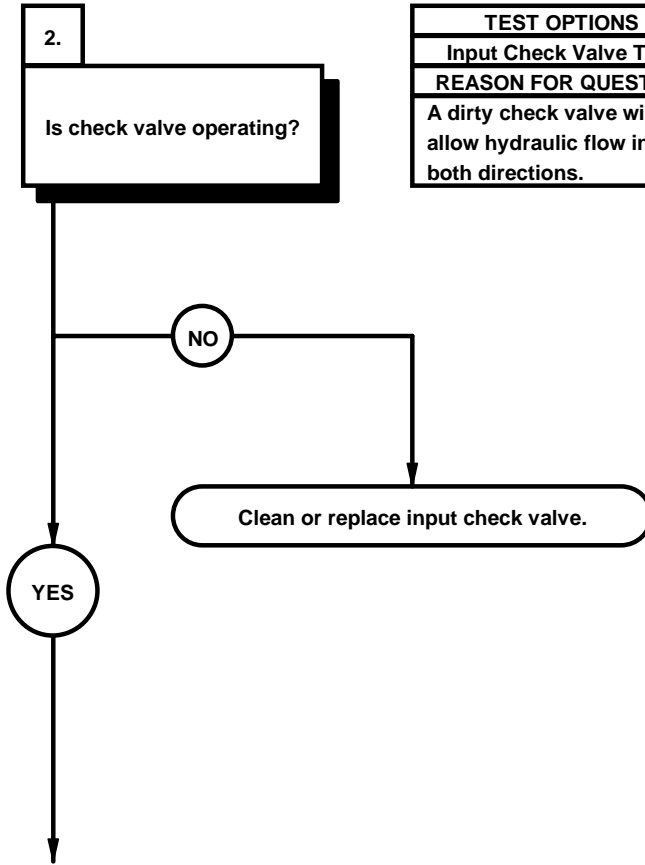 2.
Is check valve operating?
TEST OPTIONS
Input Check Valve T
REASON FOR QUEST
A dirty check valve wi
allow hydraulic flow in
both directions.
NO
Clean or replace input check valve.
YES